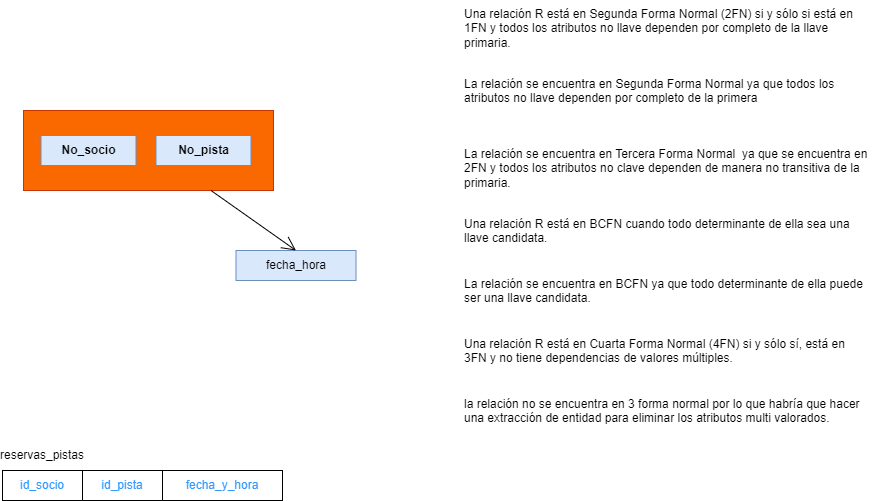 Una relación R está en Segunda Forma Normal (2FN) si y sólo si está en
1FN y todos los atributos no llave dependen por completo de la llave
primaria.
La relación se encuentra en Segunda Forma Normal ya que todos los
atributos no llave dependen por completo de la primera
No_socio
No_pista
La relación se encuentra en Tercera Forma Normal ya que se encuentra en
2FN y todos los atributos no clave dependen de manera no transitiva de la
primaria.
Una relación R está en BCFN cuando todo determinante de ella sea una
llave candidata.
fecha_hora
La relación se encuentra en BCFN ya que todo determinante de ella puede
ser una llave candidata.
Una relación R está en Cuarta Forma Normal (4FN) si y sólo sí, está en
3FN y no tiene dependencias de valores múltiples.
la relación no se encuentra en 3 forma normal por lo que habría que hacer
una extracción de entidad para eliminar los atributos multi valorados.
reservas_pistas
id_socio
id_pista
fecha_y_hora